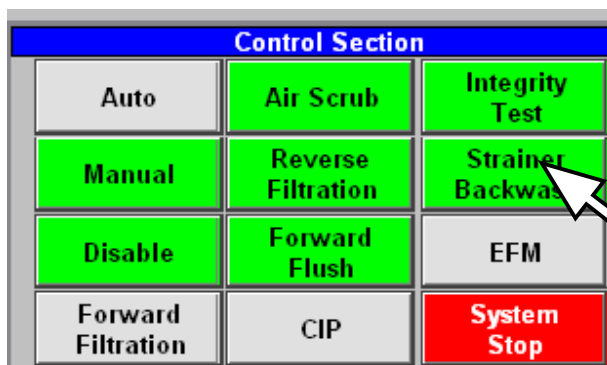 Control Section
Auto
Air Scrub
Integrity
Test
Manual
Reverse
Filtration
Strainer
Disable
Forward
Flush
EFM
Forward
Filtration
CIP
System
Stop